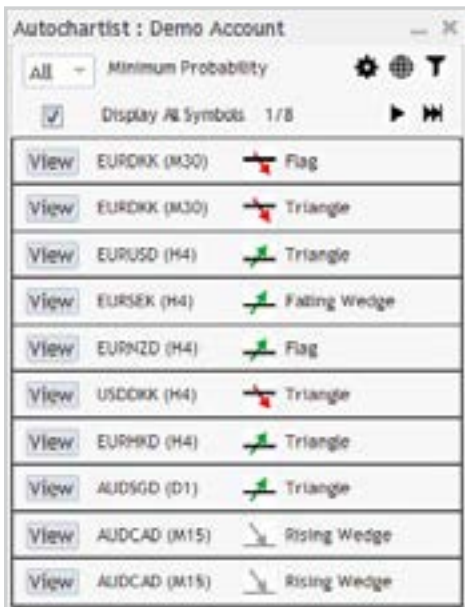 Autochartist : Demo Account
All Minimum Probability
Display All Symbols 1/8
View EURDKK (M30) Flag
View EURDKK (M30) Triangle
View EURUSD (H4) Triangle
View EURSEK (H4) Falling Wedge
View EURNZD (H4) Flag
View USDDKK (H4) Triangle
View EURHKD (H4) Triangle
View AUDSGD (D1) Triangle
View AUDCAD (M15) Rising Wedge
View AUDCAD (M15) Rising Wedge